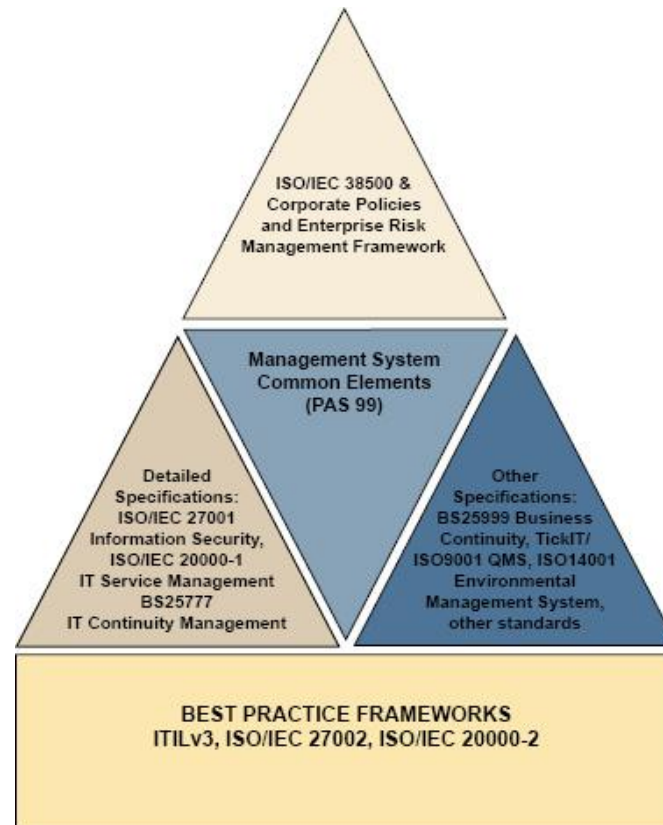 ISO/IEC 38500 &
Corporate Policies
and Enterprise Risk
Management Framework
Management System
Common Elements
(PAS 99)
Detailed
Specifications:
ISO/IEC 27001
Information Security,
ISO/IEC 20000-1
IT Service Management
BS25777
IT Continuity Management
Other
Specifications:
BS25999 Business
Continuity, TickIT/
ISO9001 QMS, ISO14001
Environmental
Management System,
other standards
BEST PRACTICE FRAMEWORKS
ITILv3, ISO/IEC 27002, ISO/IEC 20000-2